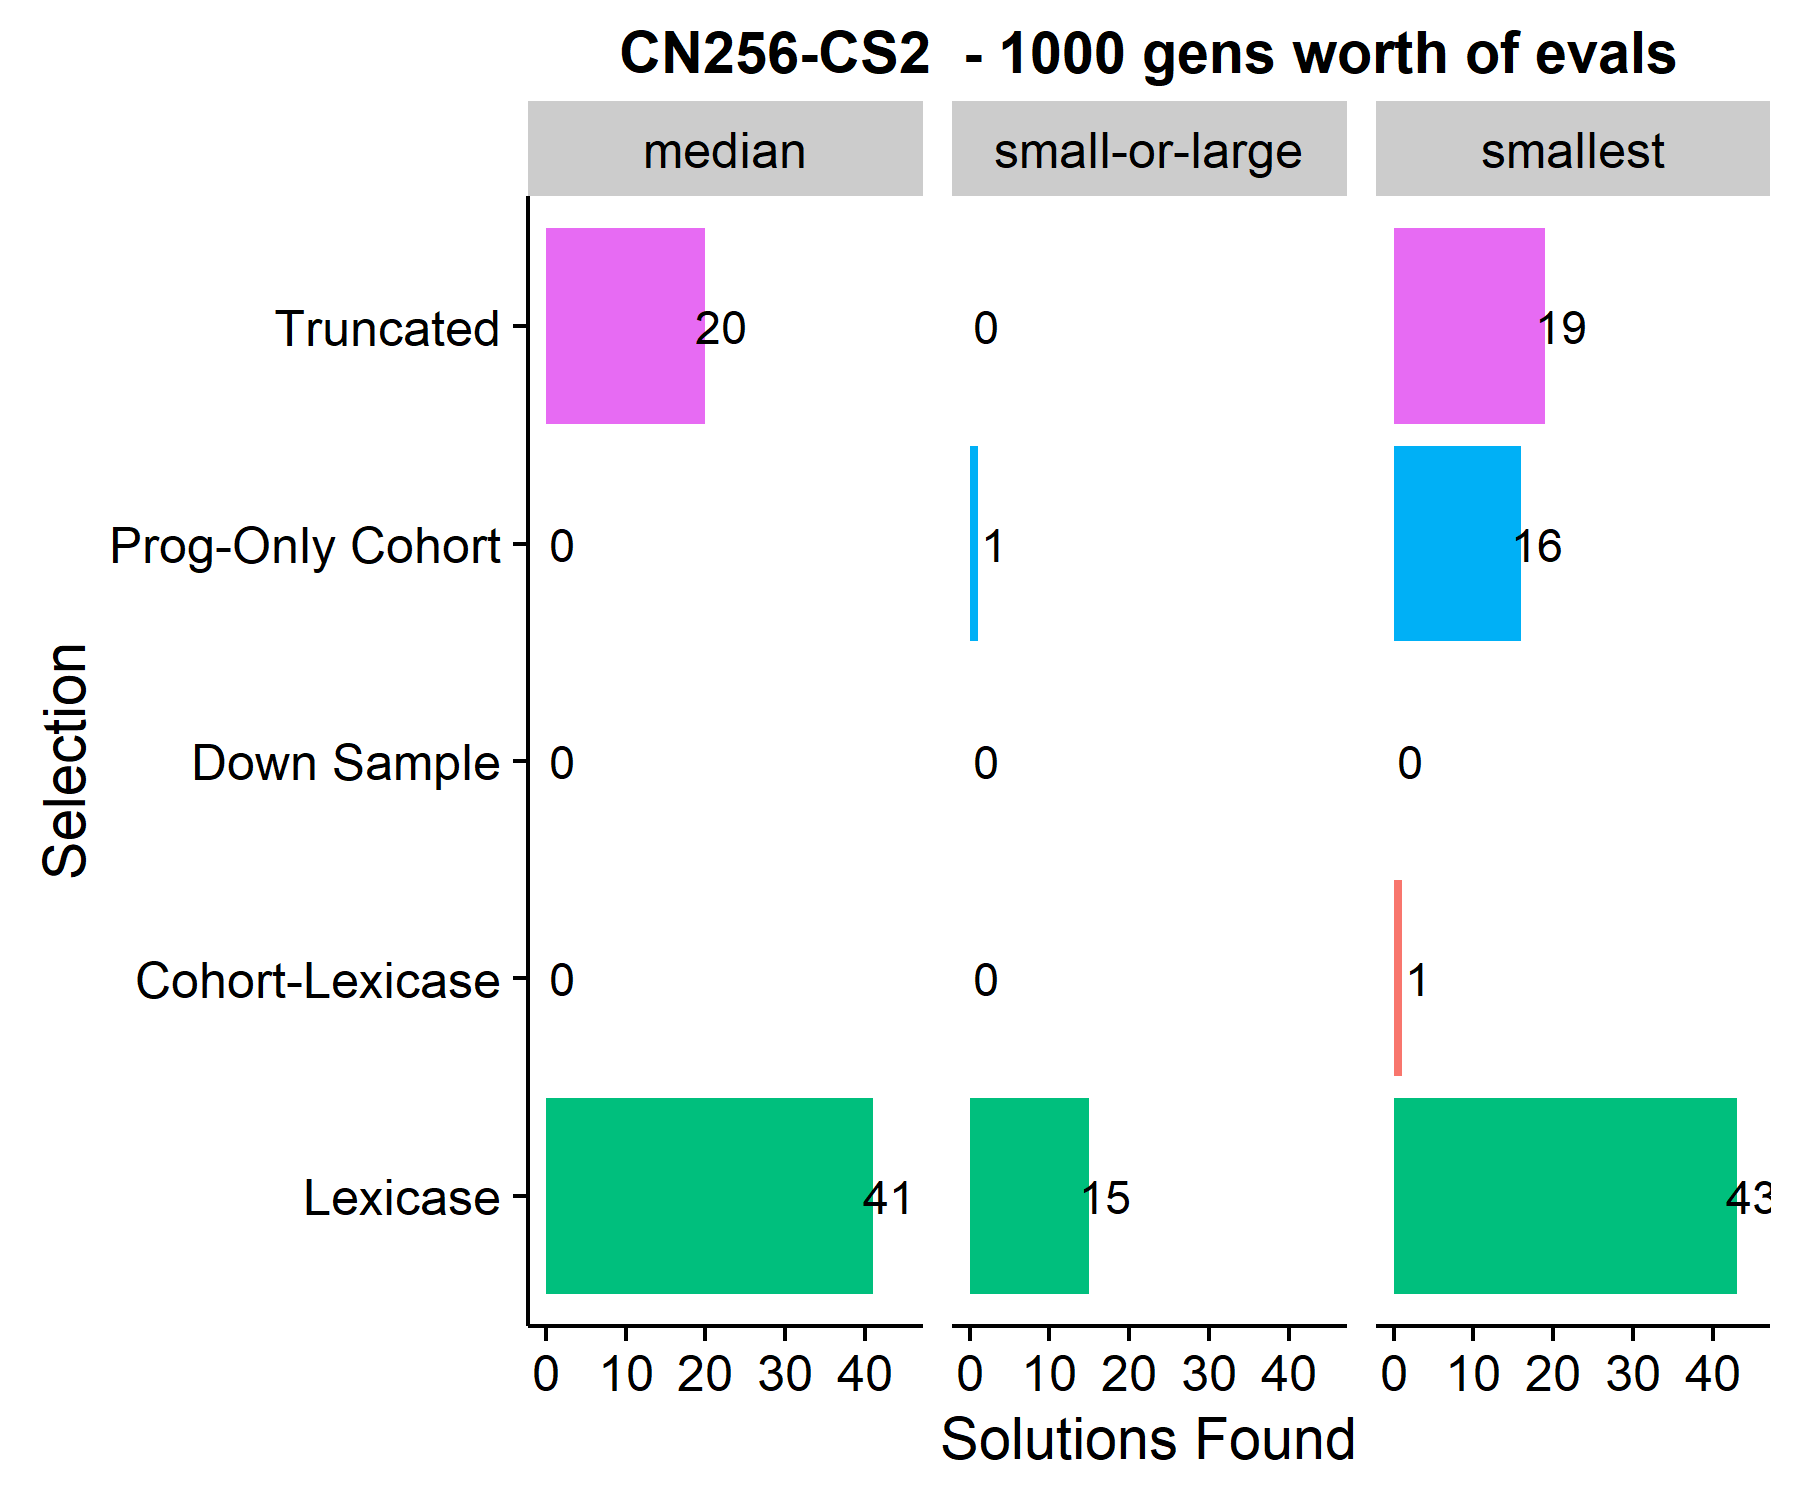 CN256-CS2 - 1000 gens worth of evals
median small-or-large smallest
Truncated 20 0 19
Prog-Only Cohort 0 1 16
Down Sample 0 0 0
Cohort-Lexicase 0 0 1
Lexicase 41 15 43
Selection
0 10 20 30 40 0 10 20 30 40 0 10 20 30 40
Solutions Found